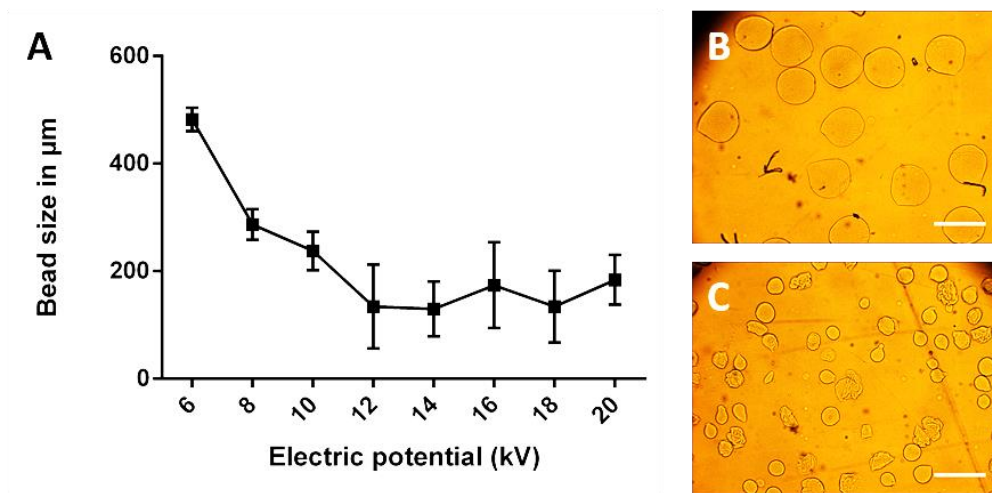 A
600
400
200
0
Bead size in µm
6 8 10 12 14 16 18 20
Electric potential (kV)
B
C